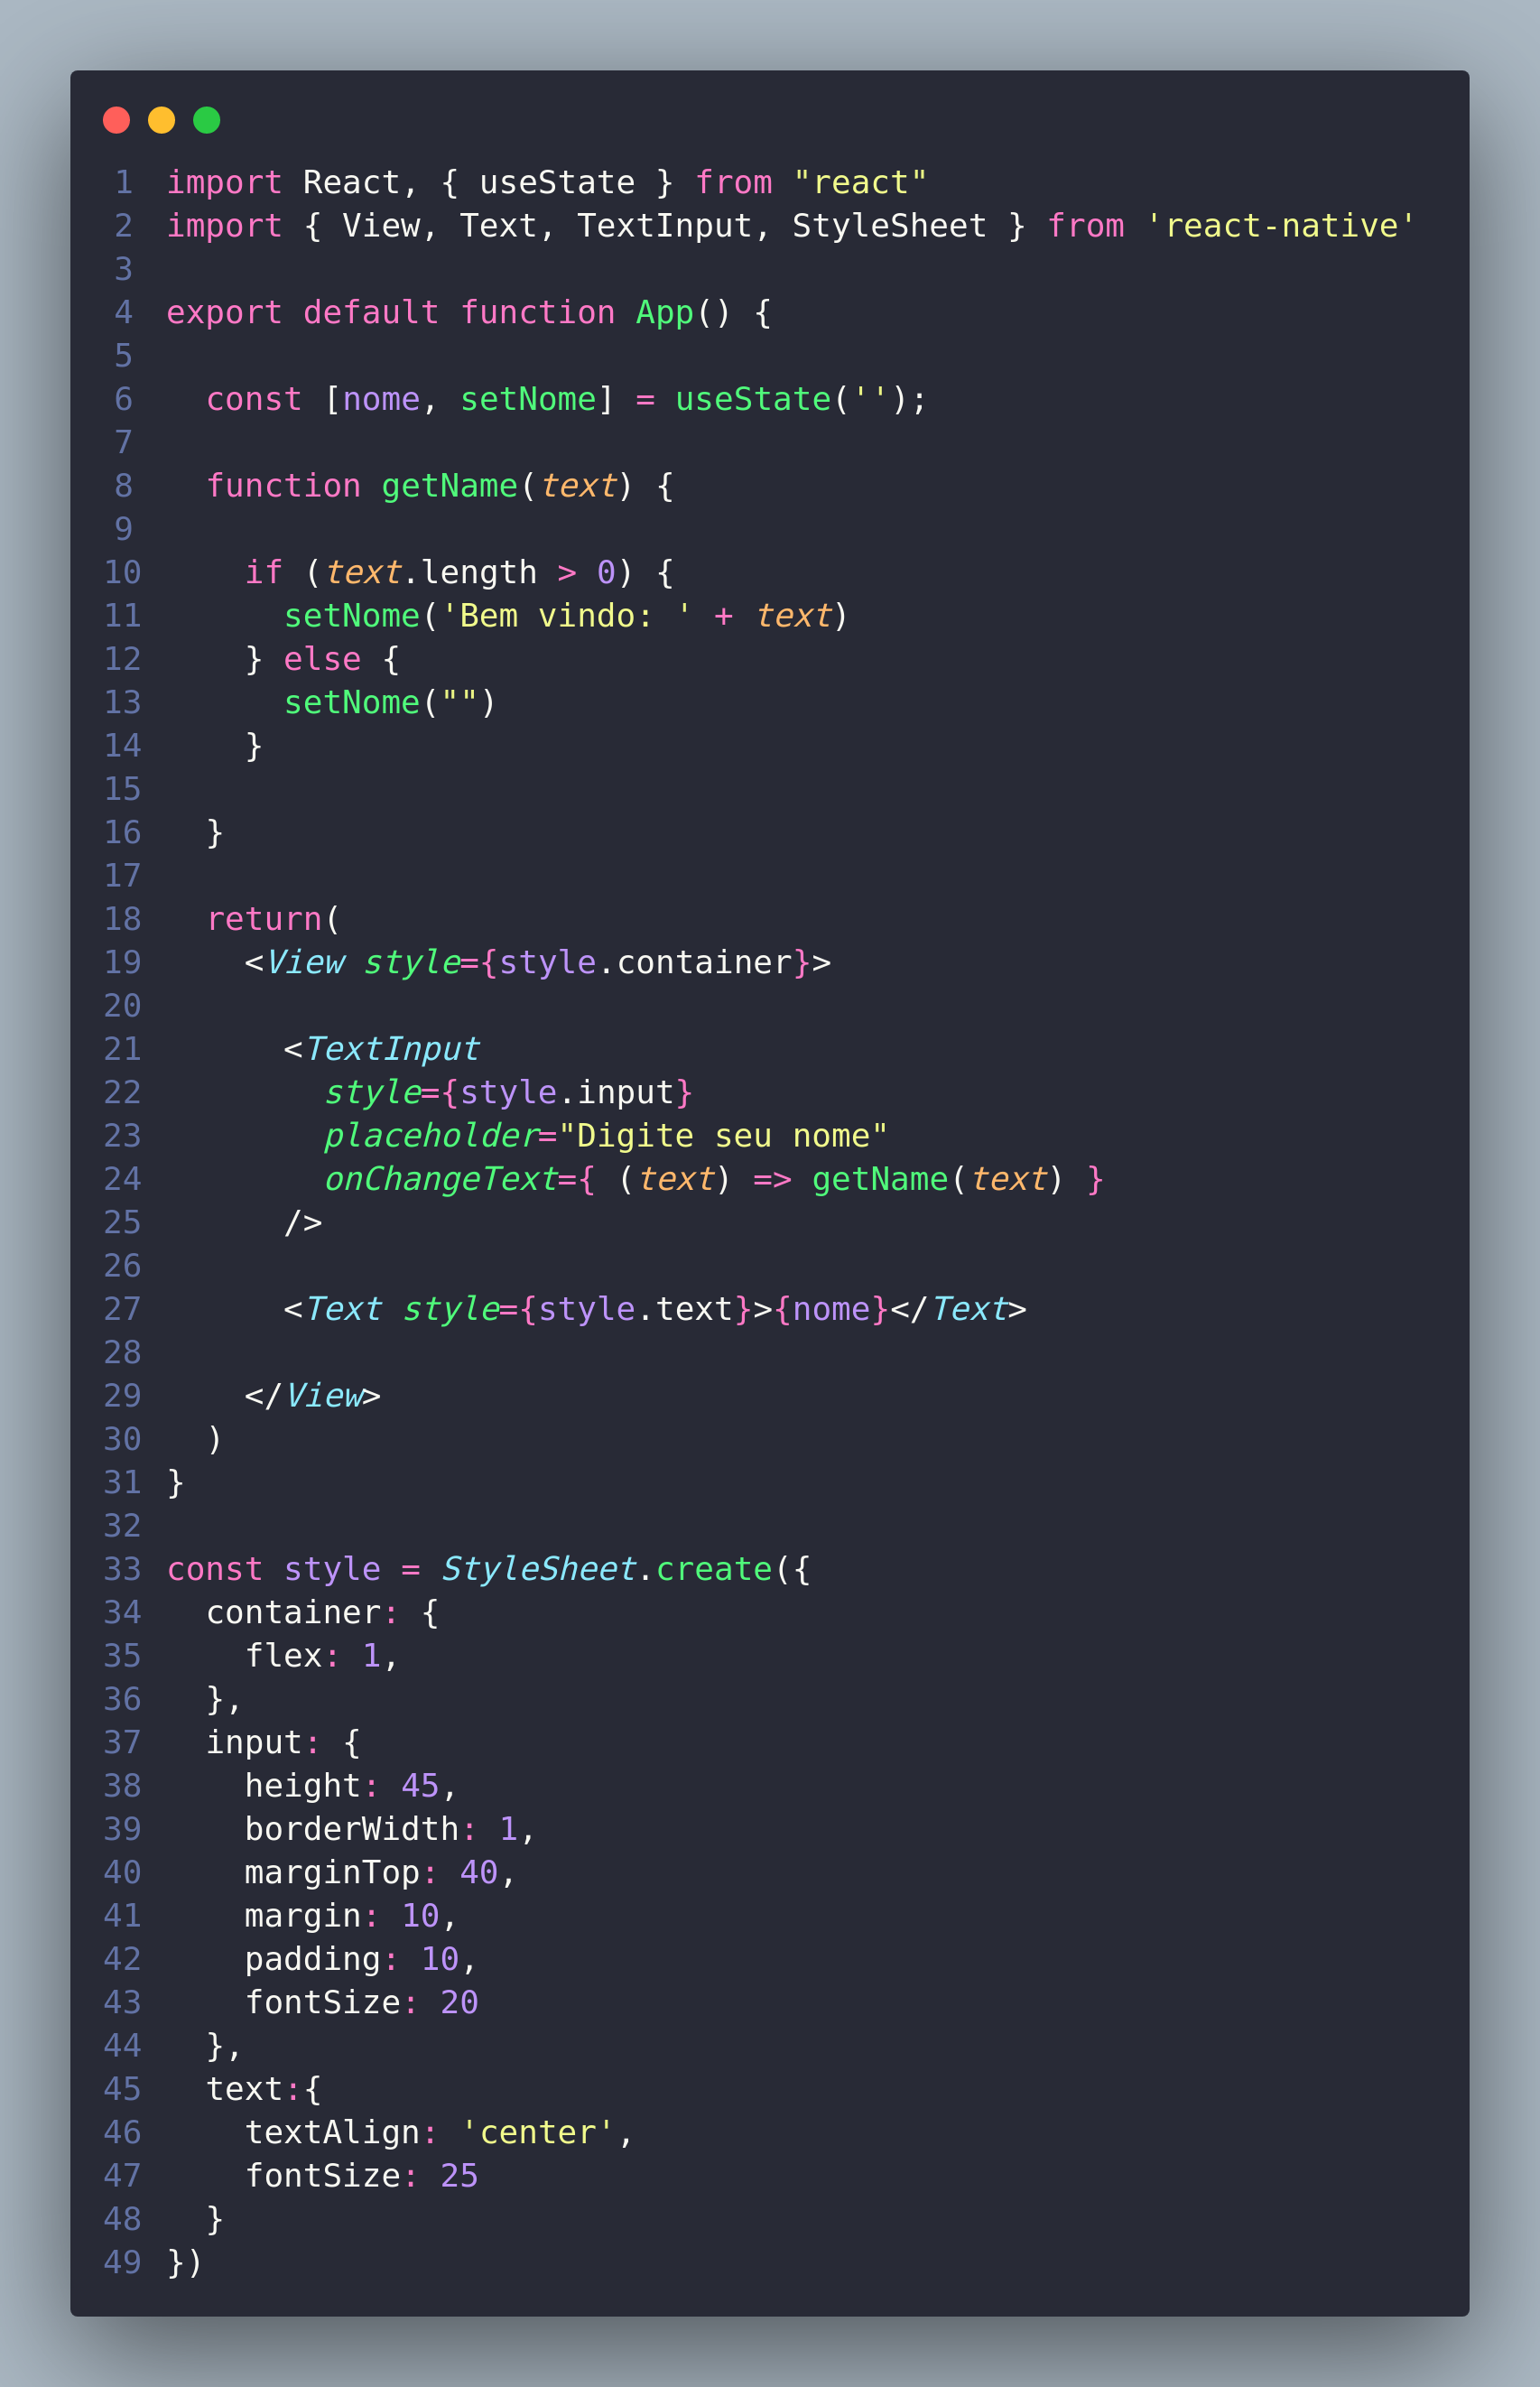 1 import React, { useState } from "react"
2 import { View, Text, TextInput, StyleSheet } from 'react-native'
3
4 export default function App() {
5
6   const [nome, setNome] = useState('');
7
8   function getName(text) {
9
10     if (text.length > 0) {
11       setNome('Bem vindo: ' + text)
12     } else {
13       setNome("")
14     }
15
16   }
17
18   return(
19     <View style={style.container}>
20
21       <TextInput
22         style={style.input}
23         placeholder="Digite seu nome"
24         onChangeText={ (text) => getName(text) }
25       />
26
27       <Text style={style.text}>{nome}</Text>
28
29     </View>
30   )
31 }
32
33 const style = StyleSheet.create({
34   container: {
35     flex: 1,
36   },
37   input: {
38     height: 45,
39     borderWidth: 1,
40     marginTop: 40,
41     margin: 10,
42     padding: 10,
43     fontSize: 20
44   },
45   text:{
46     textAlign: 'center',
47     fontSize: 25
48   }
49 })